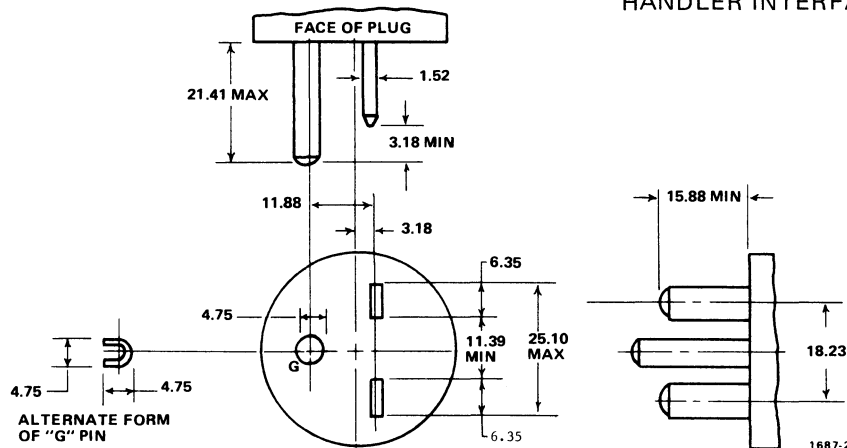 HANDLER INTERFA
FACE OF PLUG
21.41 MAX
1.52
3.18 MIN
11.88
3.18
15.88 MIN
6.35
4.75
11.39
MIN
25.10
MAX
18.23
G
4.75
4.75
6.35
ALTERNATE FORM
OF "G" PIN
1687-2